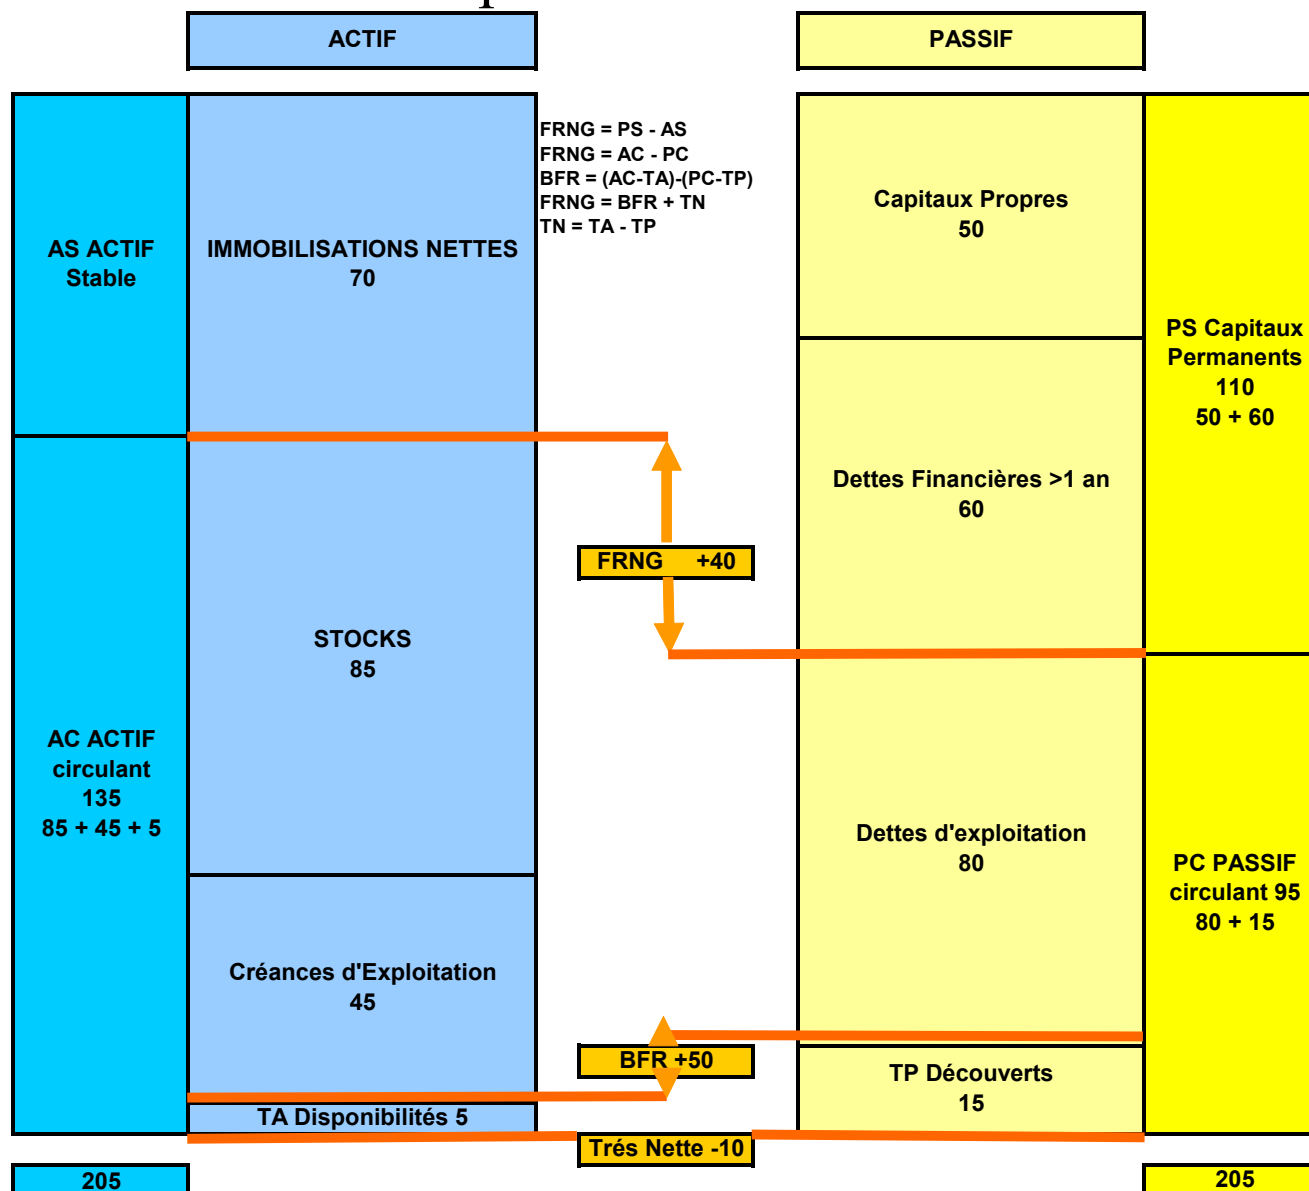 ACTIF
PASSIF
FRNG = PS - AS
FRNG = AC - PC
BFR = (AC-TA)-(PC-TP)
FRNG = BFR + TN
TN = TA - TP
AS ACTIF
Stable
IMMOBILISATIONS NETTES
70
Capitaux Propres
50
PS Capitaux
Permanents
110
50 + 60
Dettes Financières >1 an
60
FRNG +40
STOCKS
85
AC ACTIF
circulant
135
85 + 45 + 5
Dettes d'exploitation
80
PC PASSIF
circulant 95
80 + 15
Créances d'Exploitation
45
BFR +50
TP Découverts
15
TA Disponibilités 5
Trés Nette -10
205
205